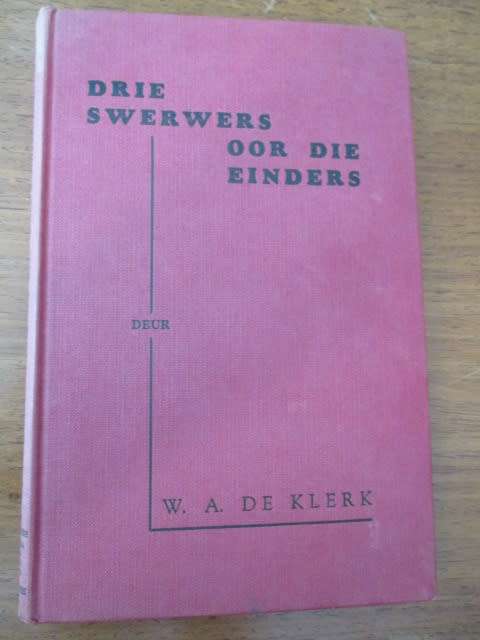 DRIE
SWERWERS
OOR DIE
EINDERS
DEUR
W. A. DE KLERK